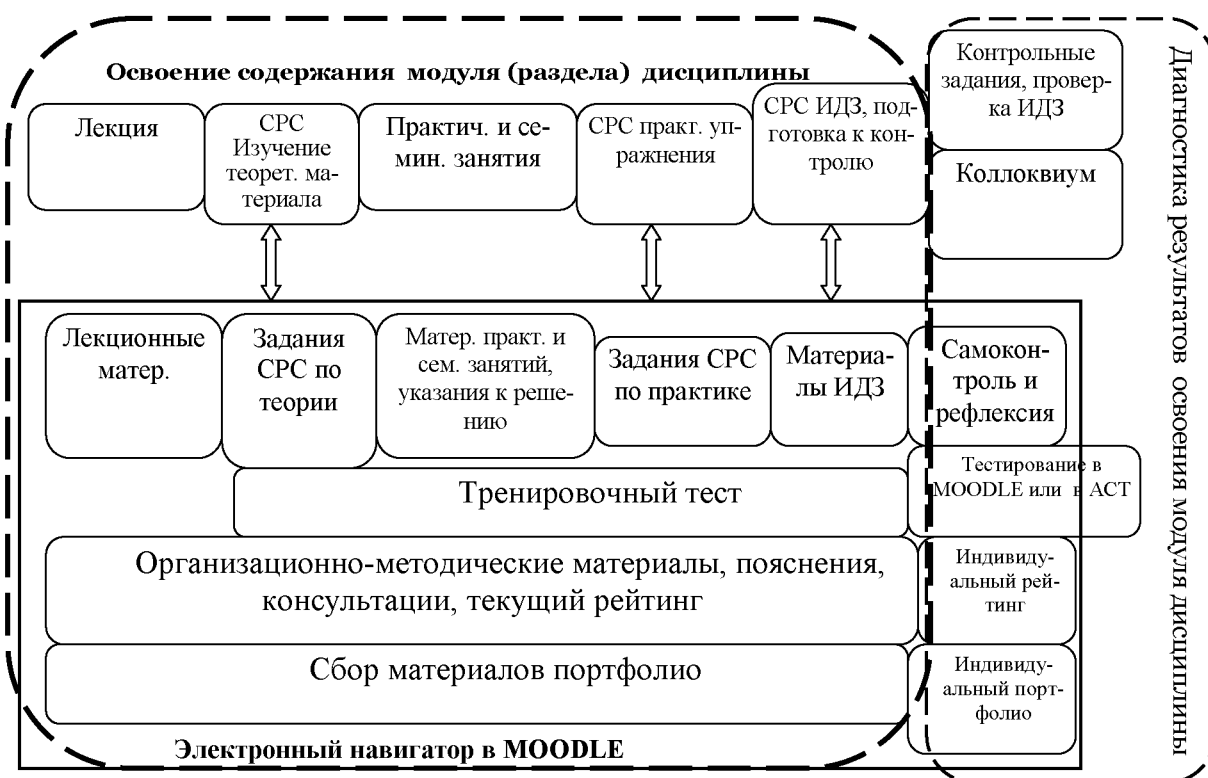 Освоение содержания модуля (раздела) дисциплины
Лекция
СРС
Изучение
теорет. ма-
териала
Практич. и се-
мин. занятия
СРС практ. уп-
ражнения
СРС ИДЗ, под-
готовка к кон-
тролю
Контрольные
задания, провер-
ка ИДЗ
Коллоквиум
Диагностика результатов освоения модуля дисциплины
Лекционные
матер.
Задания
СРС по
теории
Матер. практ. и
сем. занятий,
указания к реше-
нию
Задания СРС
по практике
Материа-
лы ИДЗ
Самокон-
троль и
рефлексия
Тренировочный тест
Тестирование в
MOODLE или в АСТ
Организационно-методические материалы, пояснения,
консультации, текущий рейтинг
Индивиду-
альный рей-
тинг
Сбор материалов портфолио
Индивиду-
альный порт-
фолио
Электронный навигатор в MOODLE